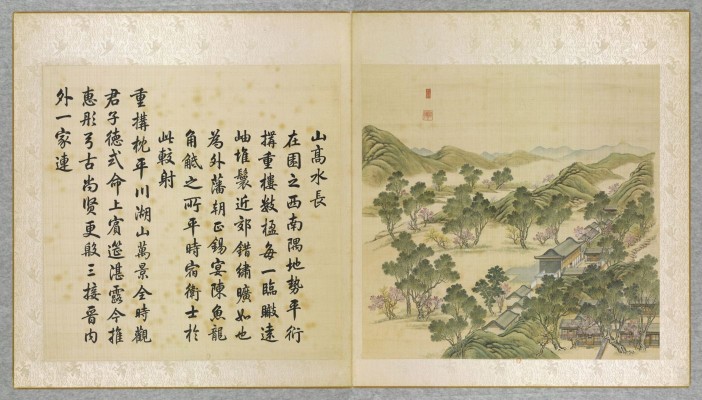 山高水長
在園之西南隅地勢平衍
搆重樓數楹每一臨瞰遠
岫堆鬟近郊錯繡曠如也
為外藩朝正錫宴陳魚龍
角觝之所平時宿衛士於
此較射
重搆枕平川湖山萬景全時觀
君子德式命上賓筵湛露今推
惠彤弓古尚賢更殷三接晉內
外一家連